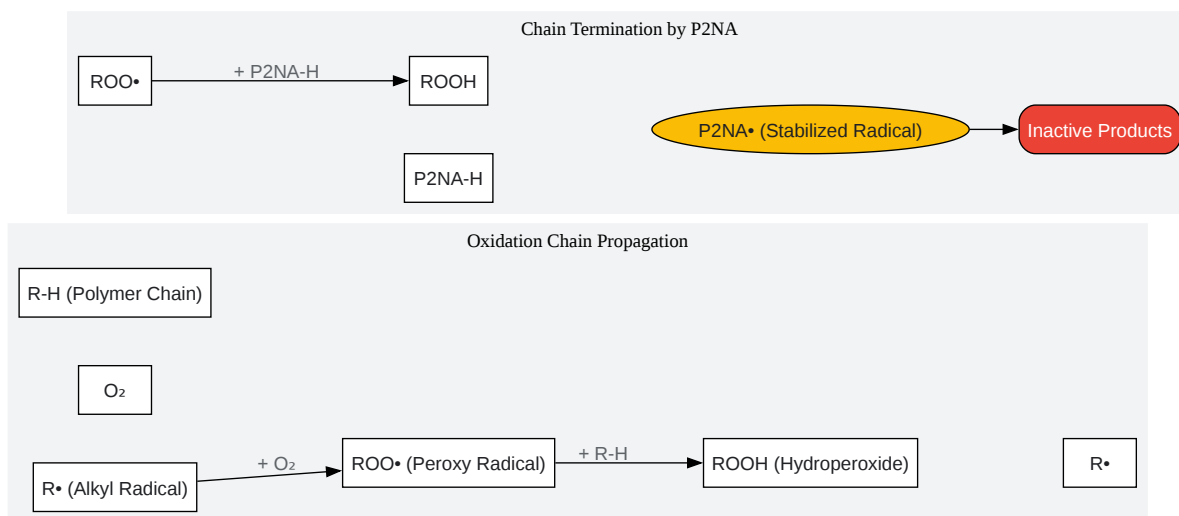 Chain Termination by P2NA
ROO•
+ P2NA-H
ROOH
P2NA• (Stabilized Radical)
Inactive Products
P2NA-H
Oxidation Chain Propagation
R-H (Polymer Chain)
O₂
R• (Alkyl Radical)
+ O₂
ROO• (Peroxy Radical)
+ R-H
ROOH (Hydroperoxide)
R•